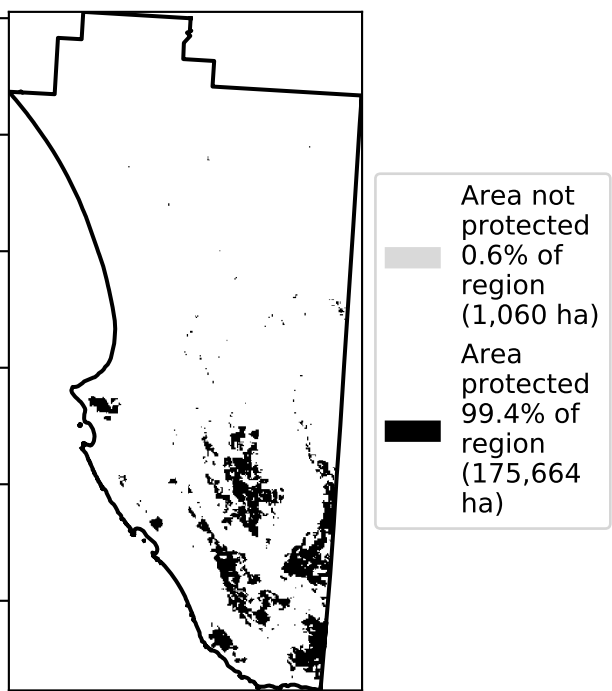 Area not
protected
0.6% of
region
(1,060 ha)
Area
protected
99.4% of
region
(175,664
ha)